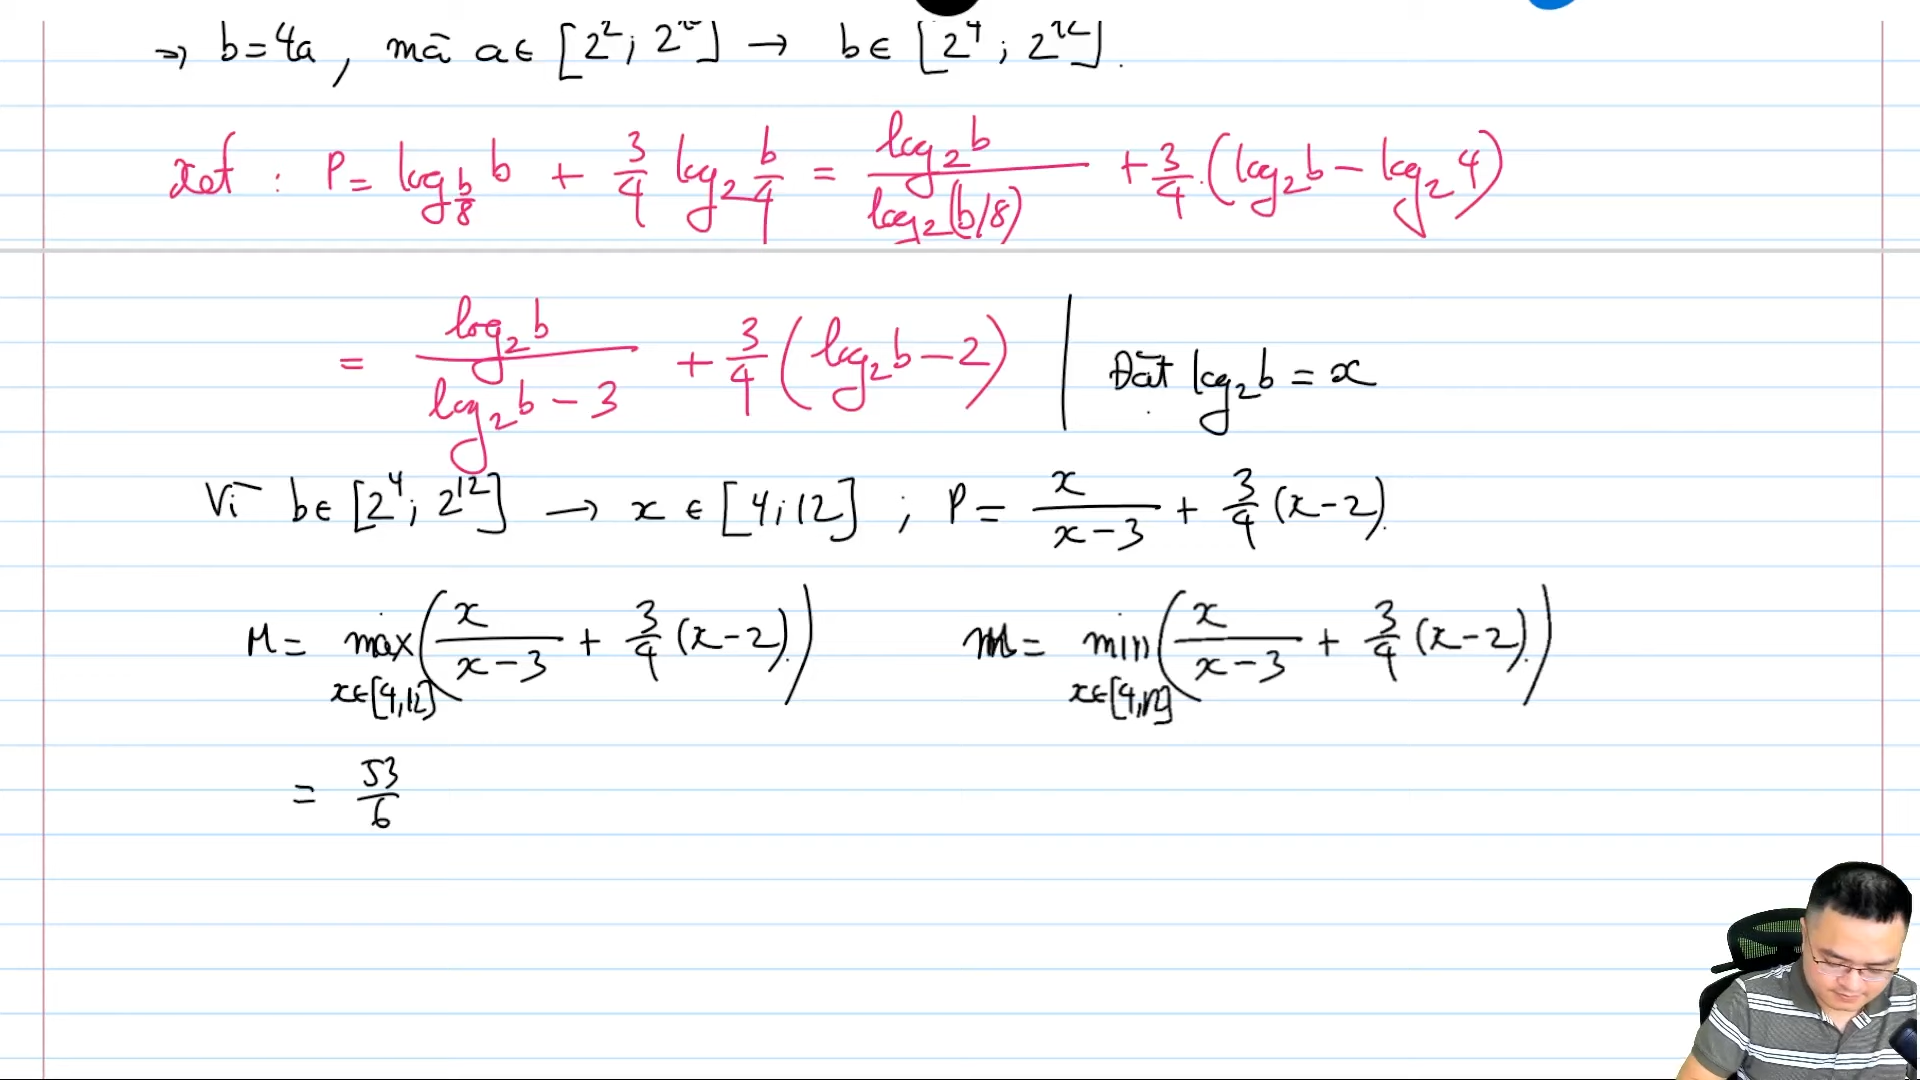 ⇒ b=4a, mà a∈ [2²; 2¹⁰] → b∈ [2⁴; 2¹²].
Xét : P= log_{b/8} b + 3/4 log₂ b/4 = log₂b / log₂(b/8) + 3/4.(log₂b − log₂4)
= log₂b / (log₂b − 3) + 3/4 (log₂b − 2) | Đặt log₂b = x
Vì b∈ [2⁴; 2¹²] → x ∈ [4;12] ; P= x/(x−3) + 3/4 (x−2).
M= max_{x∈[4,12]} (x/(x−3) + 3/4 (x−2).) m= min_{x∈[4,12]} (x/(x−3) + 3/4 (x−2).)
= 53/6